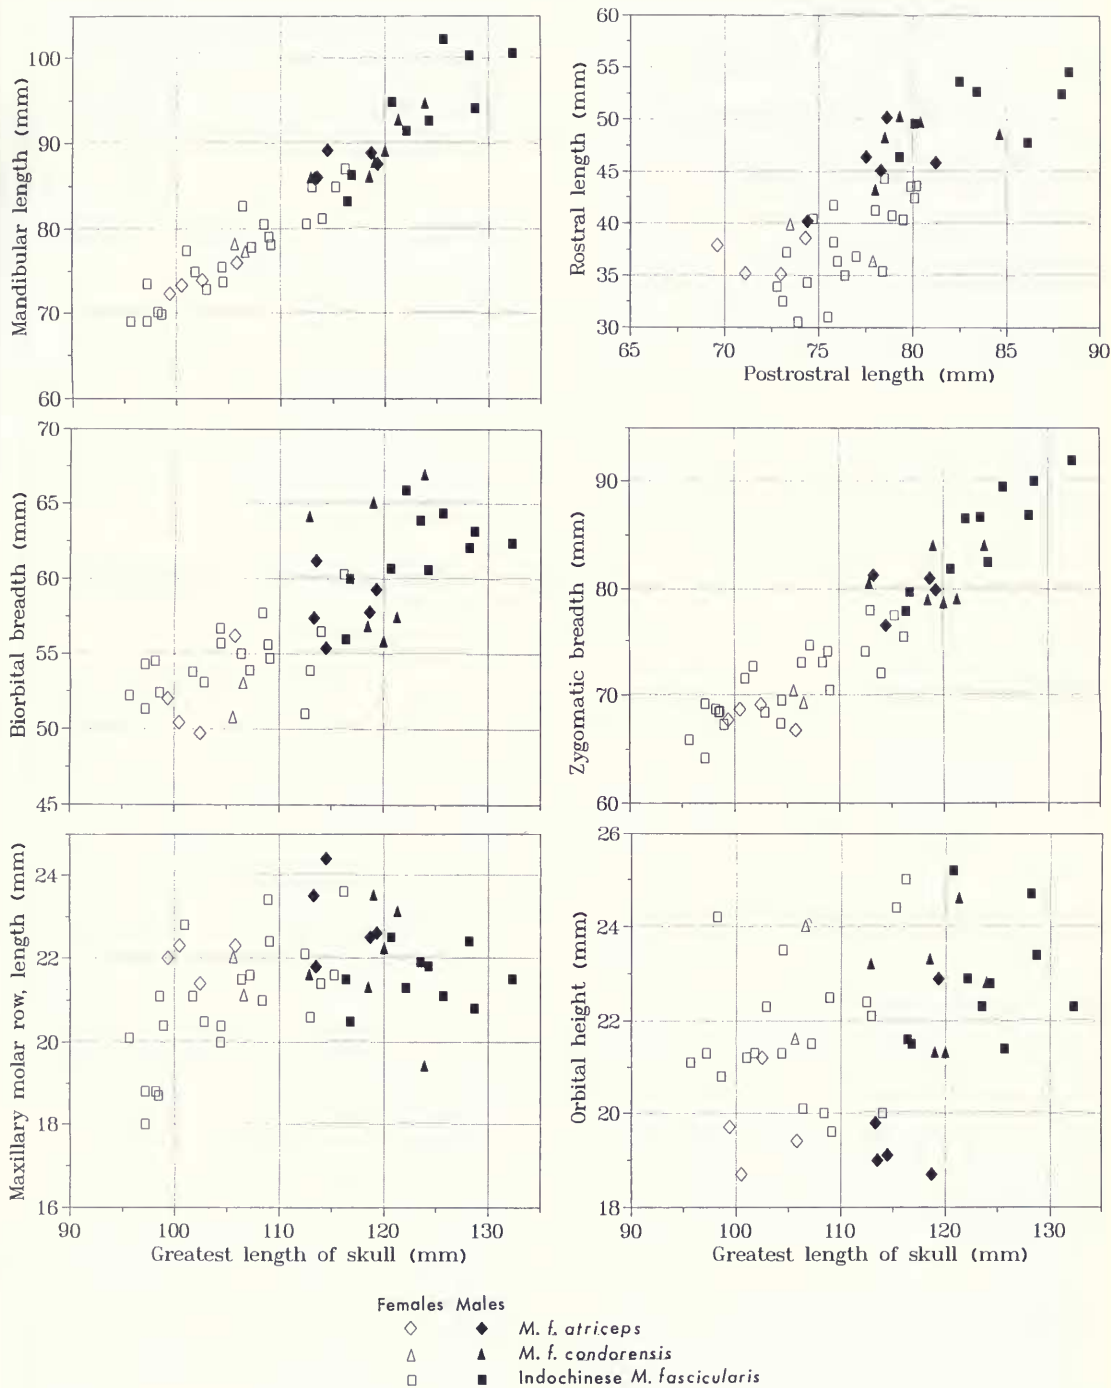 Mandibular length (mm)
100
90
80
70
60
Rostral length (mm)
60
55
50
45
40
35
30
65 70 75 80 85 90
Postrostral length (mm)
Biorbital breadth (mm)
70
65
60
55
50
45
Zygomatic breadth (mm)
90
80
70
60
Maxillary molar row, length (mm)
24
22
20
18
16
90 100 110 120 130
Greatest length of skull (mm)
Orbital height (mm)
26
24
22
20
18
90 100 110 120 130
Greatest length of skull (mm)
Females Males
M. f. atriceps
M. f. condorensis
Indochinese M. fascicularis